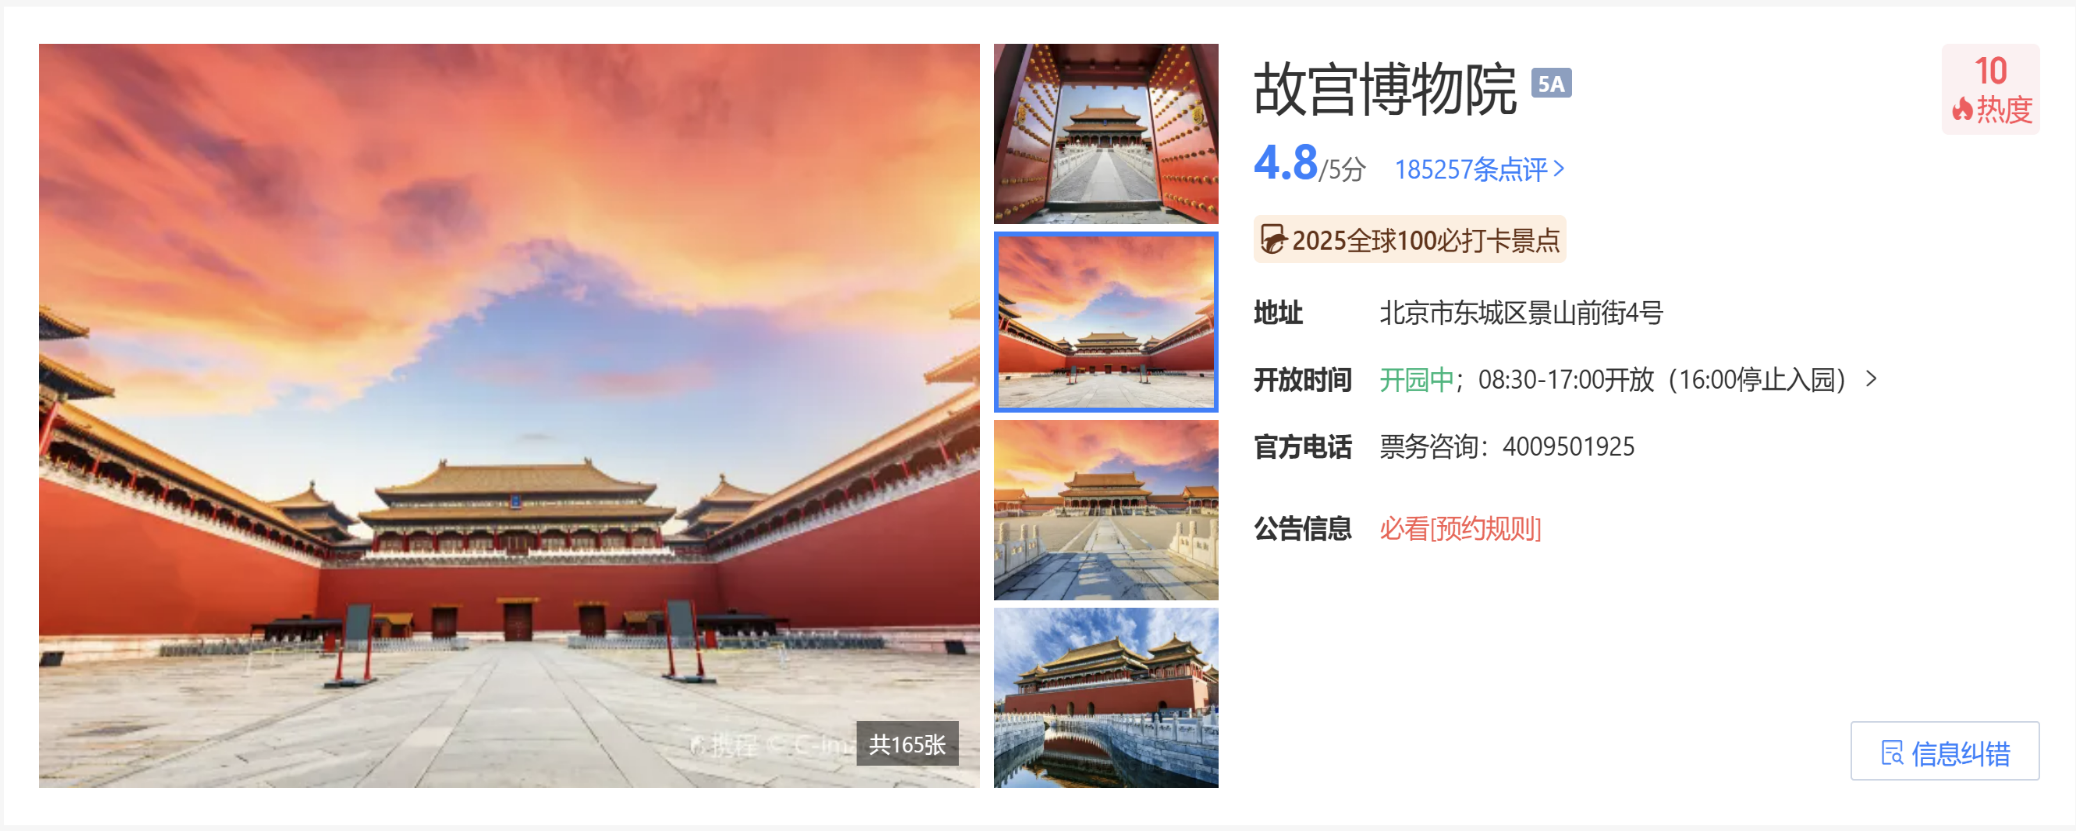 故宫博物院 5A
10
热度
4.8/5分 185257条点评
2025全球100必打卡景点
地址 北京市东城区景山前街4号
开放时间 开园中；08:30-17:00开放（16:00停止入园）
官方电话 票务咨询：4009501925
公告信息 必看[预约规则]
携程 © C-im
共165张
信息纠错